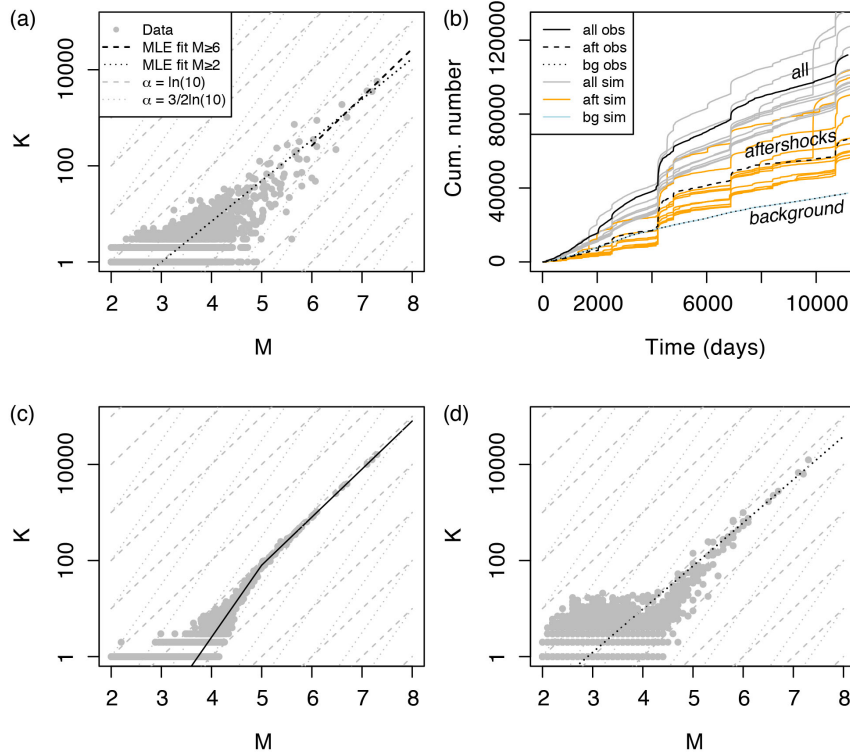 (a)
Data
MLE fit M≥6
MLE fit M≥2
α = ln(10)
α = 3/2ln(10)
K
1
100
10000
2 3 4 5 6 7 8
M
(b)
all obs
aft obs
bg obs
all sim
aft sim
bg sim
all
aftershocks
background
Cum. number
0
40000
80000
120000
0 2000 6000 10000
Time (days)
(c)
K
1
100
10000
2 3 4 5 6 7 8
M
(d)
K
1
100
10000
2 3 4 5 6 7 8
M